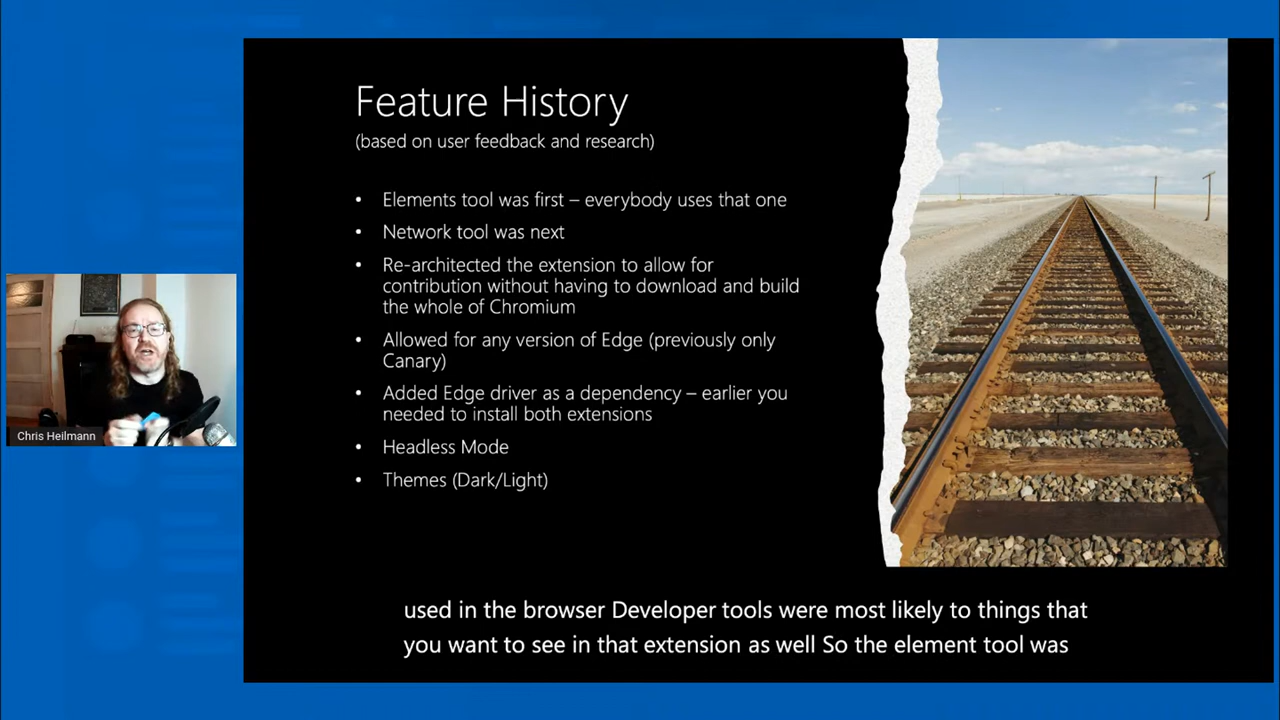 Feature History
(based on user feedback and research)
• Elements tool was first – everybody uses that one
• Network tool was next
• Re-architected the extension to allow for
contribution without having to download and build
the whole of Chromium
• Allowed for any version of Edge (previously only
Canary)
• Added Edge driver as a dependency – earlier you
needed to install both extensions
• Headless Mode
• Themes (Dark/Light)
Chris Heilmann
used in the browser Developer tools were most likely to things that
you want to see in that extension as well So the element tool was